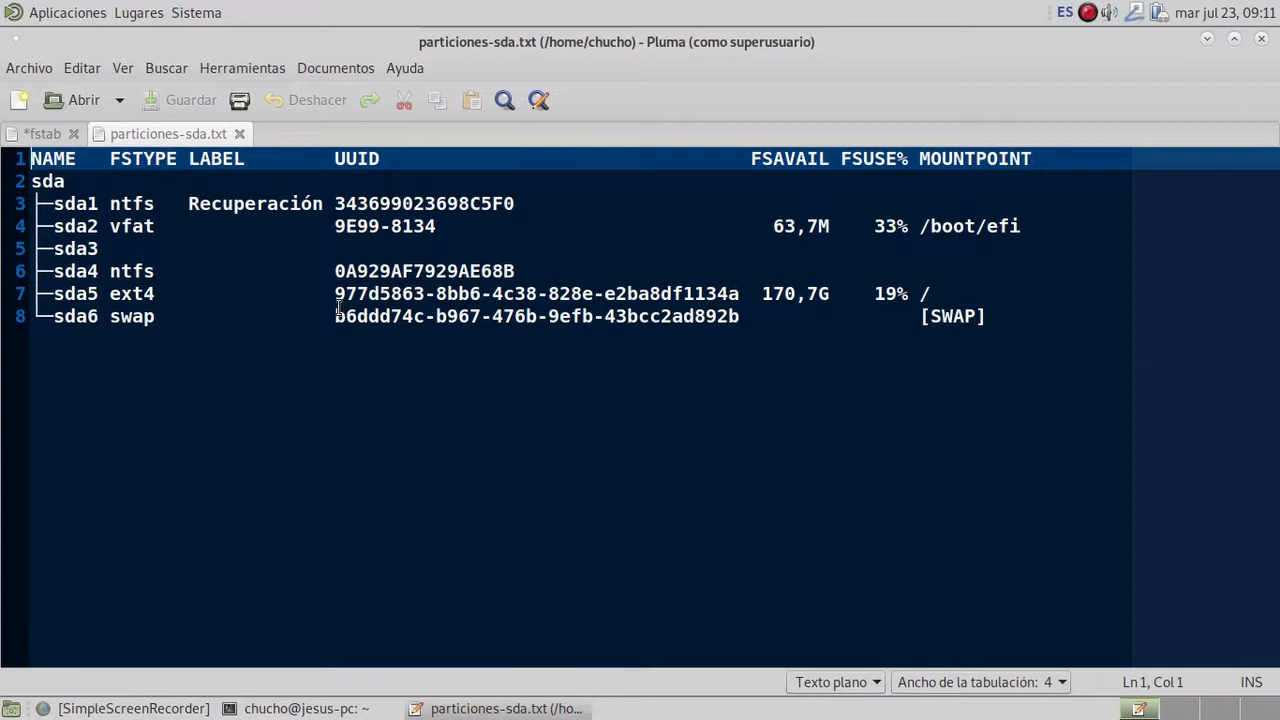 Aplicaciones Lugares Sistema ES mar jul 23, 09:11
particiones-sda.txt (/home/chucho) - Pluma (como superusuario)
Archivo Editar Ver Buscar Herramientas Documentos Ayuda
Abrir Guardar Deshacer
*fstab particiones-sda.txt
1 NAME FSTYPE LABEL UUID FSAVAIL FSUSE% MOUNTPOINT
2 sda
3 ├─sda1 ntfs Recuperación 343699023698C5F0
4 ├─sda2 vfat 9E99-8134 63,7M 33% /boot/efi
5 ├─sda3
6 ├─sda4 ntfs 0A929AF7929AE68B
7 ├─sda5 ext4 977d5863-8bb6-4c38-828e-e2ba8df1134a 170,7G 19% /
8 └─sda6 swap b6ddd74c-b967-476b-9efb-43bcc2ad892b [SWAP]
Texto plano Ancho de la tabulación: 4 Ln 1, Col 1 INS
[SimpleScreenRecorder] chucho@jesus-pc: ~ particiones-sda.txt (/ho...